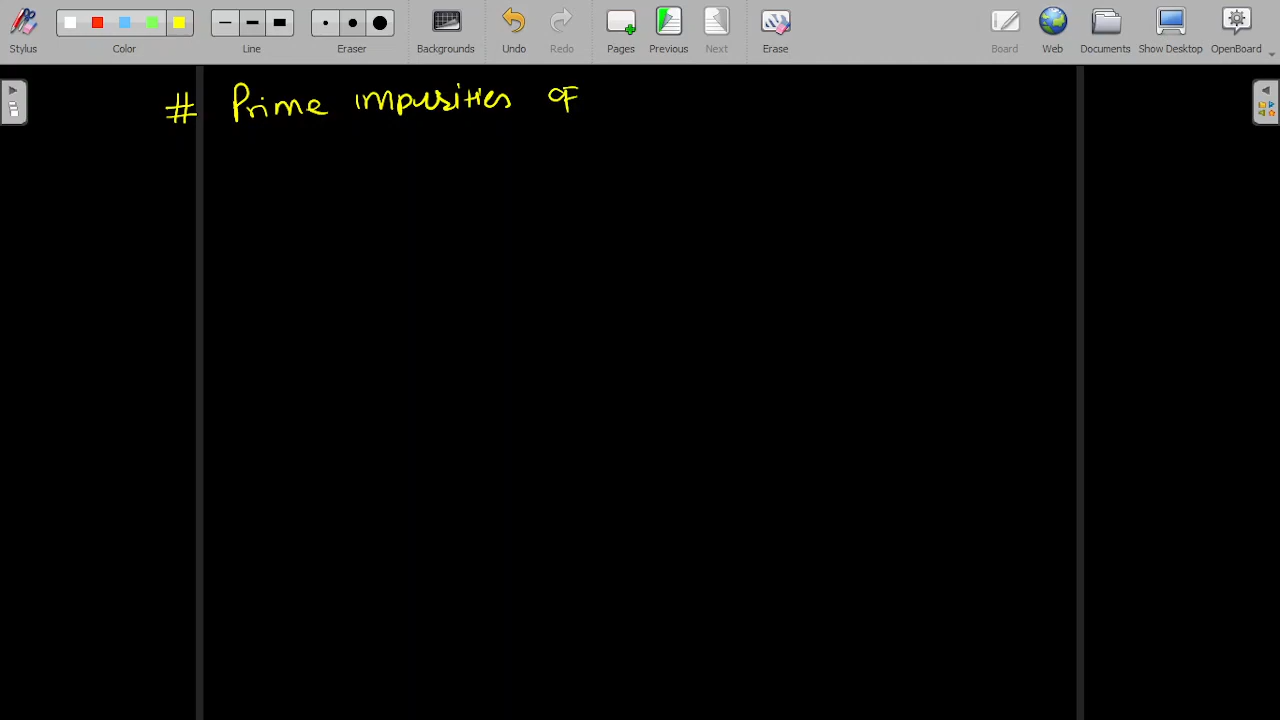 Stylus Color Line Eraser Backgrounds Undo Redo Pages Previous Next Erase Board Web Documents Show Desktop OpenBoard
# Prime impurities of